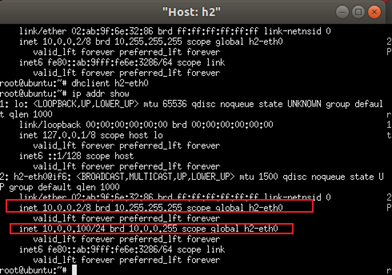 "Host: h2"
link/ether 02:ab:9f:6e:32:86 brd ff:ff:ff:ff:ff:ff link-netnsid 0
inet 10.0.0.2/8 brd 10.255.255.255 scope global h2-eth0
valid_lft forever preferred_lft forever
inet6 fe80::ab:9fff:fe6e:3286/64 scope link
valid_lft forever preferred_lft forever
root@ubuntu:~# dhclient h2-eth0
root@ubuntu:~# ip addr show
1: lo: <LOOPBACK,UP,LOWER_UP> mtu 65536 qdisc noqueue state UNKNOWN group defaul
t qlen 1000
link/loopback 00:00:00:00:00:00 brd 00:00:00:00:00:00
inet 127.0.0.1/8 scope host lo
valid_lft forever preferred_lft forever
inet6 ::1/128 scope host
valid_lft forever preferred_lft forever
2: h2-eth0@if6: <BROADCAST,MULTICAST,UP,LOWER_UP> mtu 1500 qdisc noqueue state U
P group default qlen 1000
link/ether 02:ab:9f:6e:32:86 brd ff:ff:ff:ff:ff:ff link-netnsid 0
inet 10.0.0.2/8 brd 10.255.255.255 scope global h2-eth0
valid_lft forever preferred_lft forever
inet 10.0.0.100/24 brd 10.0.0.255 scope global h2-eth0
valid_lft forever preferred_lft forever
inet6 fe80::ab:9fff:fe6e:3286/64 scope link
valid_lft forever preferred_lft forever
root@ubuntu:~#